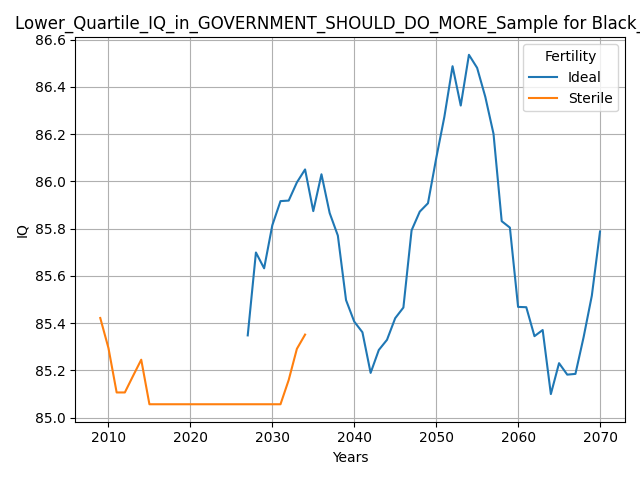 Lower_Quartile_IQ_in_GOVERNMENT_SHOULD_DO_MORE_Sample for Black_
86.6
86.4
86.2
86.0
85.8
85.6
85.4
85.2
85.0
IQ
Fertility
Ideal
Sterile
2010 2020 2030 2040 2050 2060 2070
Years